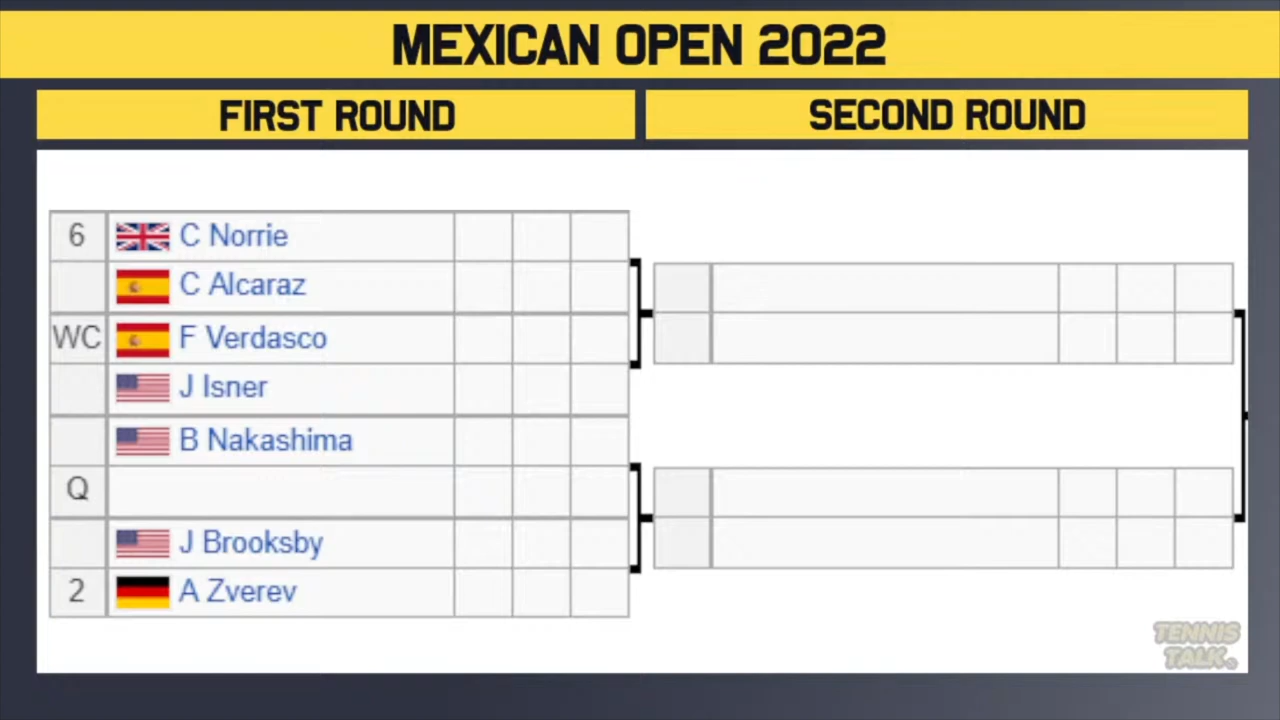 MEXICAN OPEN 2022
FIRST ROUND
SECOND ROUND
6 C Norrie
C Alcaraz
WC F Verdasco
J Isner
B Nakashima
Q
J Brooksby
2 A Zverev
TENNIS
TALK